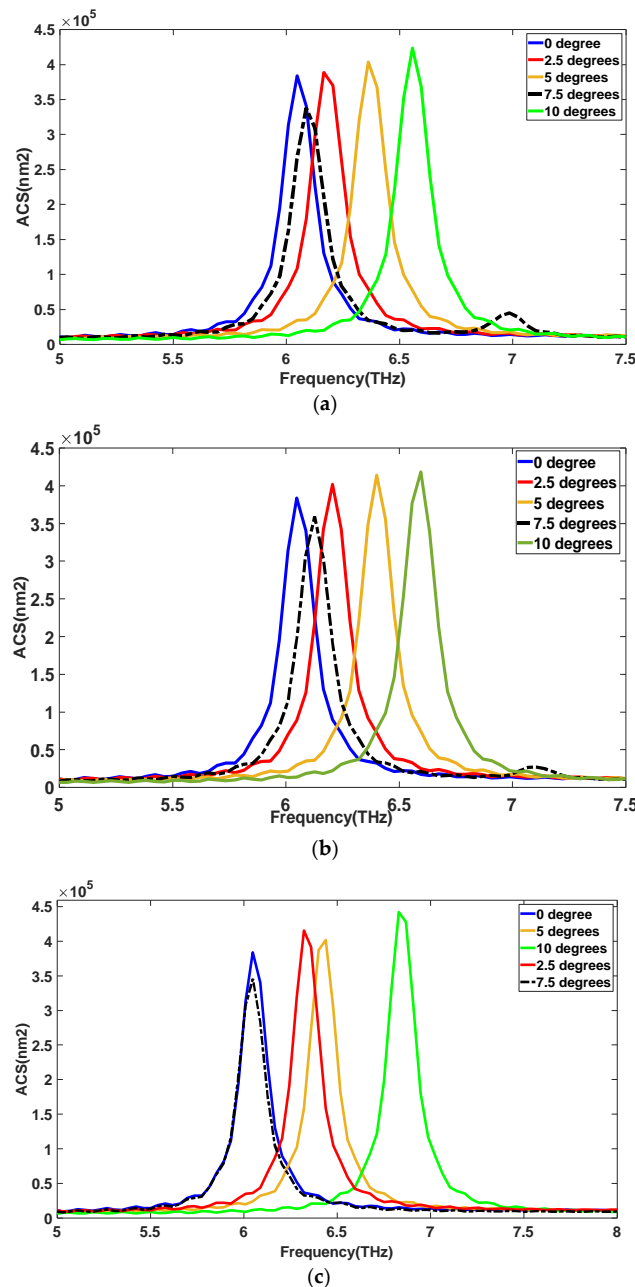 ×10^5
4.5
4
3.5
3
2.5
2
1.5
1
0.5
0
ACS(nm2)
0 degree
2.5 degrees
5 degrees
7.5 degrees
10 degrees
5 5.5 6 6.5 7 7.5
Frequency(THz)
(a)
×10^5
4.5
4
3.5
3
2.5
2
1.5
1
0.5
0
ACS(nm2)
0 degree
2.5 degrees
5 degrees
7.5 degrees
10 degrees
5 5.5 6 6.5 7 7.5
Frequency(THz)
(b)
×10^5
4.5
4
3.5
3
2.5
2
1.5
1
0.5
0
ACS(nm2)
0 degree
5 degrees
10 degrees
2.5 degrees
7.5 degrees
5 5.5 6 6.5 7 7.5 8
Frequency(THz)
(c)